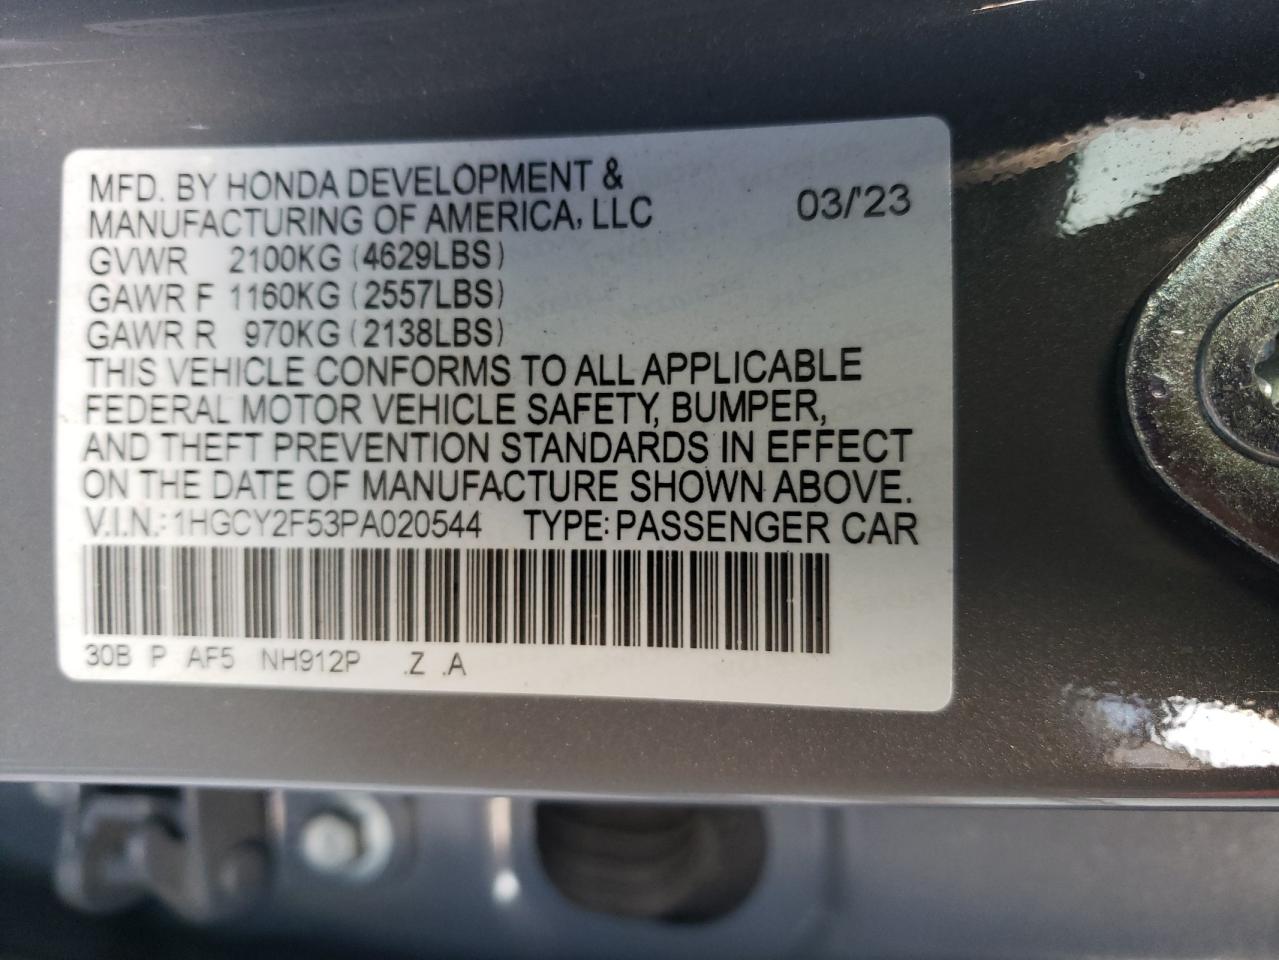 MFD. BY HONDA DEVELOPMENT &
MANUFACTURING OF AMERICA, LLC 03/'23
GVWR 2100KG (4629LBS)
GAWR F 1160KG (2557LBS)
GAWR R 970KG (2138LBS)
THIS VEHICLE CONFORMS TO ALL APPLICABLE
FEDERAL MOTOR VEHICLE SAFETY, BUMPER,
AND THEFT PREVENTION STANDARDS IN EFFECT
ON THE DATE OF MANUFACTURE SHOWN ABOVE.
V.I.N.: 1HGCY2F53PA020544 TYPE: PASSENGER CAR
30B P AF5 NH912P .Z .A